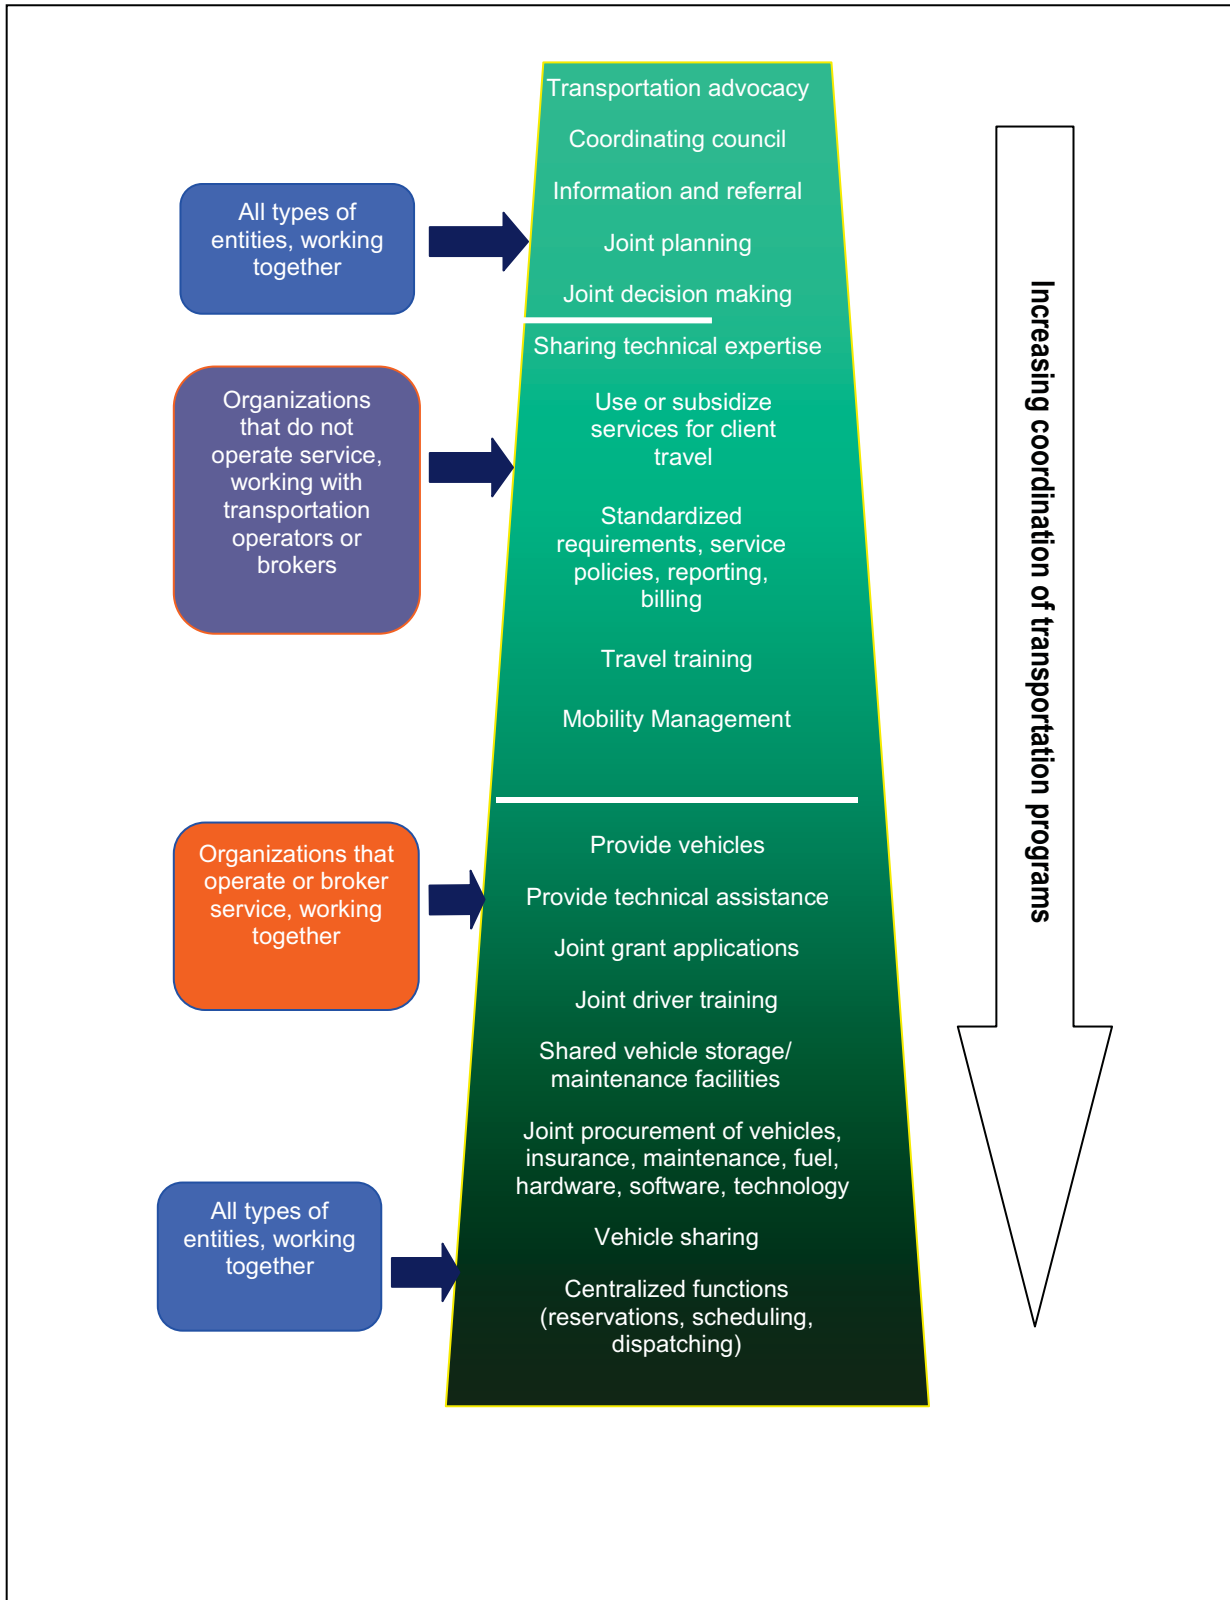 Transportation advocacy
Coordinating council
Information and referral
Joint planning
Joint decision making
All types of
entities, working
together
Sharing technical expertise
Use or subsidize
services for client
travel
Standardized
requirements, service
policies, reporting,
billing
Travel training
Mobility Management
Organizations
that do not
operate service,
working with
transportation
operators or
brokers
Provide vehicles
Provide technical assistance
Joint grant applications
Joint driver training
Shared vehicle storage/
maintenance facilities
Joint procurement of vehicles,
insurance, maintenance, fuel,
hardware, software, technology
Vehicle sharing
Centralized functions
(reservations, scheduling,
dispatching)
Organizations that
operate or broker
service, working
together
All types of
entities, working
together
Increasing coordination of transportation programs